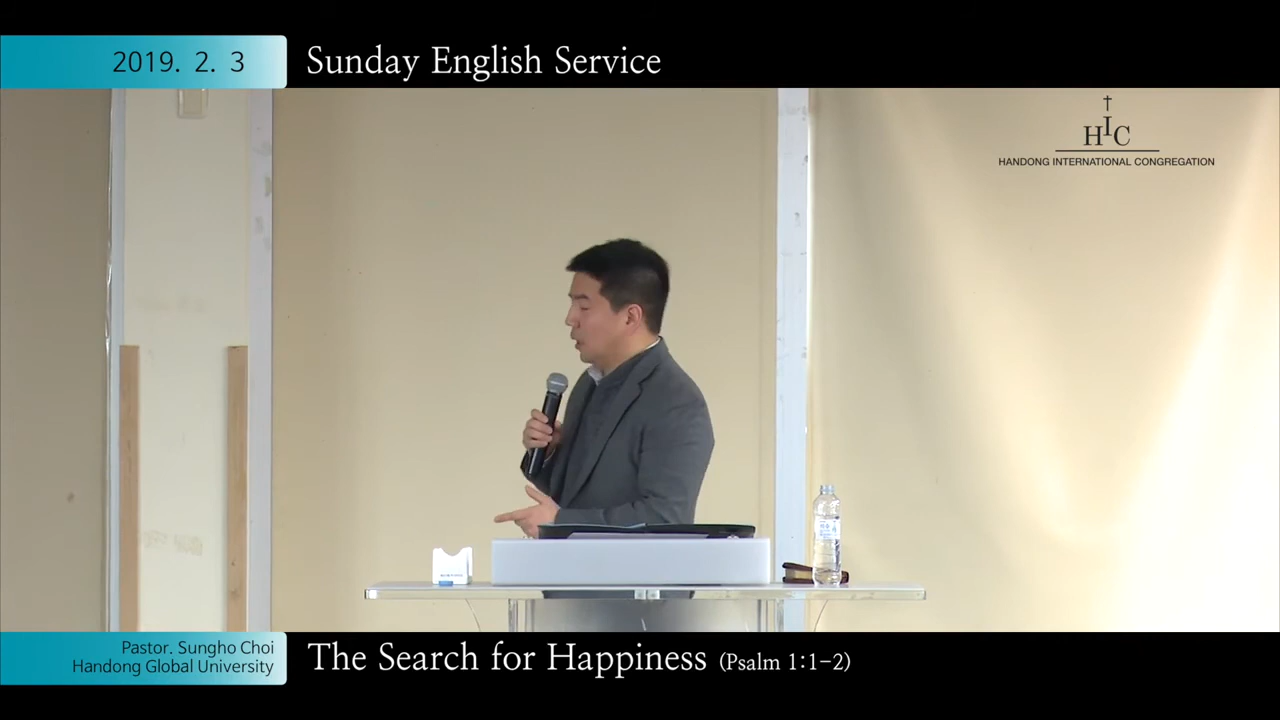 2019. 2. 3
Sunday English Service
HIC
HANDONG INTERNATIONAL CONGREGATION
Pastor. Sungho Choi
Handong Global University
The Search for Happiness (Psalm 1:1-2)